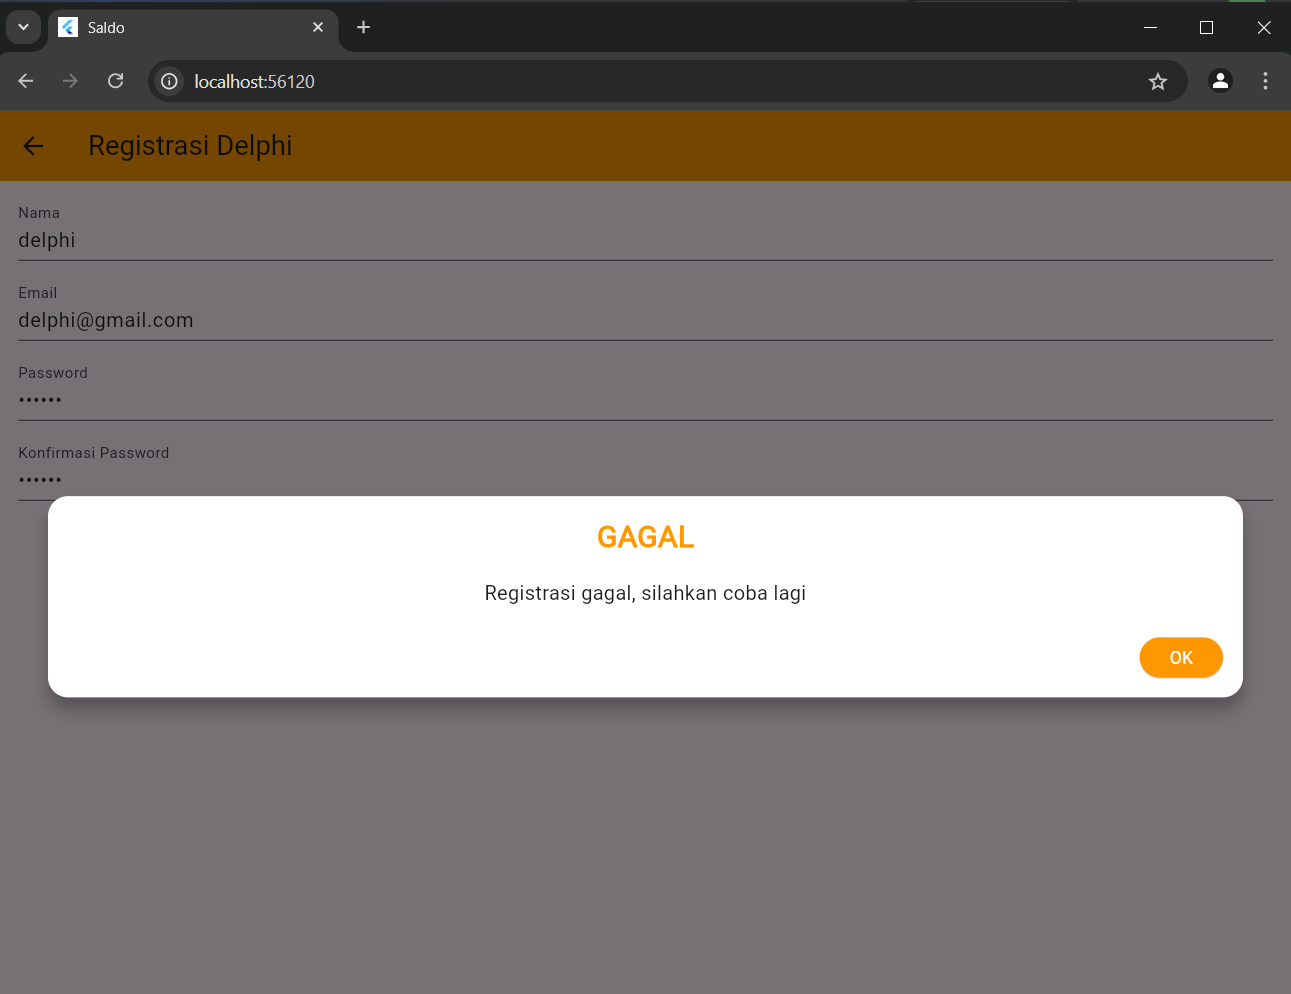 Saldo
localhost:56120
Registrasi Delphi
Nama
delphi
Email
delphi@gmail.com
Password
••••••
Konfirmasi Password
••••••
GAGAL
Registrasi gagal, silahkan coba lagi
OK